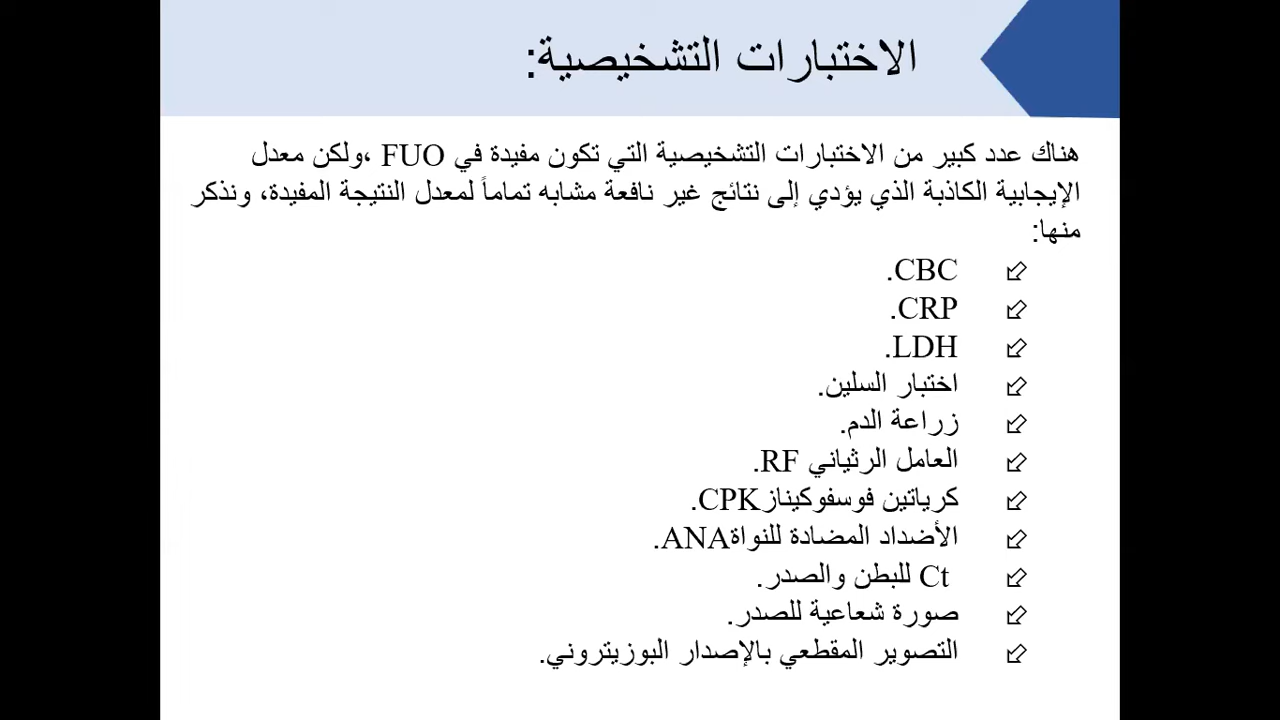 الاختبارات التشخيصية:
هناك عدد كبير من الاختبارات التشخيصية التي تكون مفيدة في FUO ،ولكن معدل
الإيجابية الكاذبة الذي يؤدي إلى نتائج غير نافعة مشابه تماماً لمعدل النتيجة المفيدة، ونذكر
منها:
CBC.
CRP.
LDH.
اختبار السلين.
زراعة الدم.
العامل الرثياني RF.
كرياتين فوسفوكينازCPK.
الأضداد المضادة للنواةANA.
Ct للبطن والصدر.
صورة شعاعية للصدر.
التصوير المقطعي بالإصدار البوزيتروني.